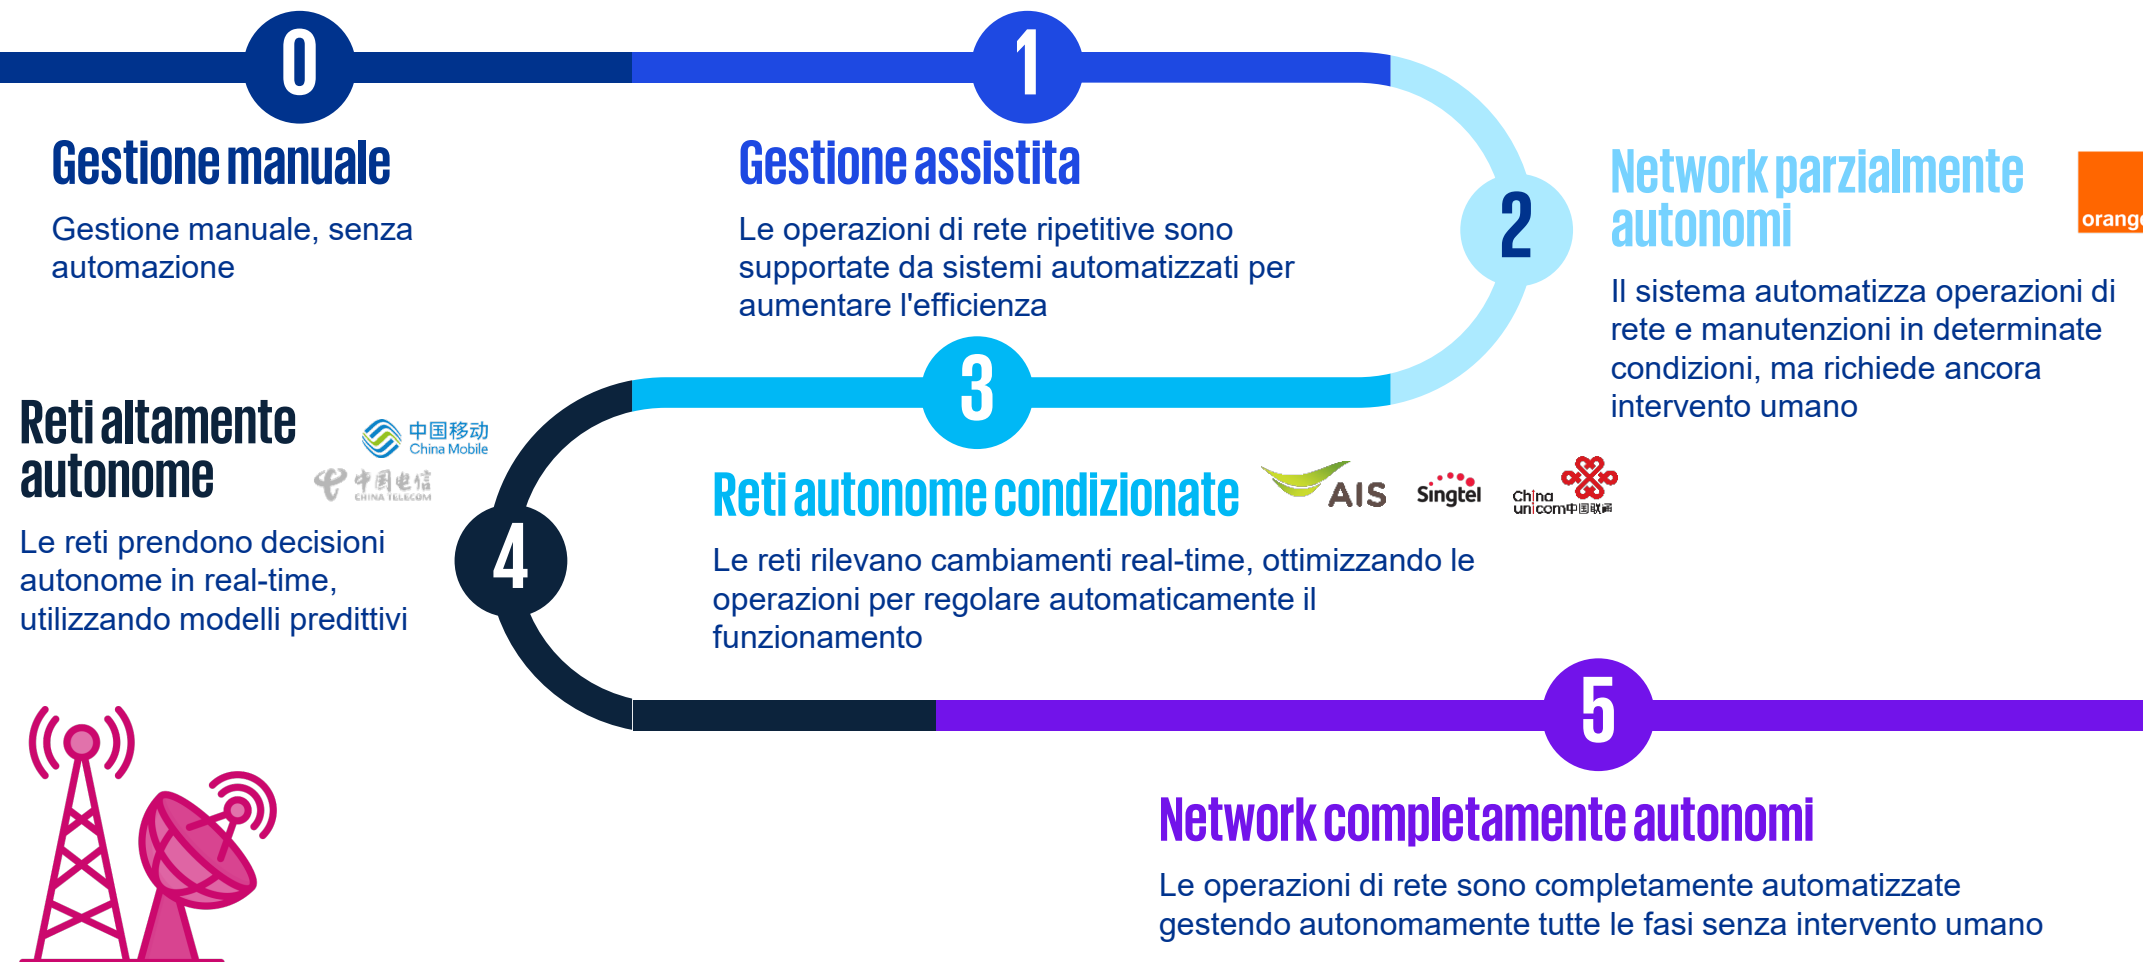 0
Gestione manuale
Gestione manuale, senza
automazione
1
Gestione assistita
Le operazioni di rete ripetitive sono
supportate da sistemi automatizzati per
aumentare l'efficienza
2
Network parzialmente
autonomi
orange
Il sistema automatizza operazioni di
rete e manutenzioni in determinate
condizioni, ma richiede ancora
intervento umano
3
Reti autonome condizionate
AIS
Singtel
China
unicom中国联通
Le reti rilevano cambiamenti real-time, ottimizzando le
operazioni per regolare automaticamente il
funzionamento
4
Reti altamente
autonome
中国移动
China Mobile
中国电信
CHINA TELECOM
Le reti prendono decisioni
autonome in real-time,
utilizzando modelli predittivi
5
Network completamente autonomi
Le operazioni di rete sono completamente automatizzate
gestendo autonomamente tutte le fasi senza intervento umano